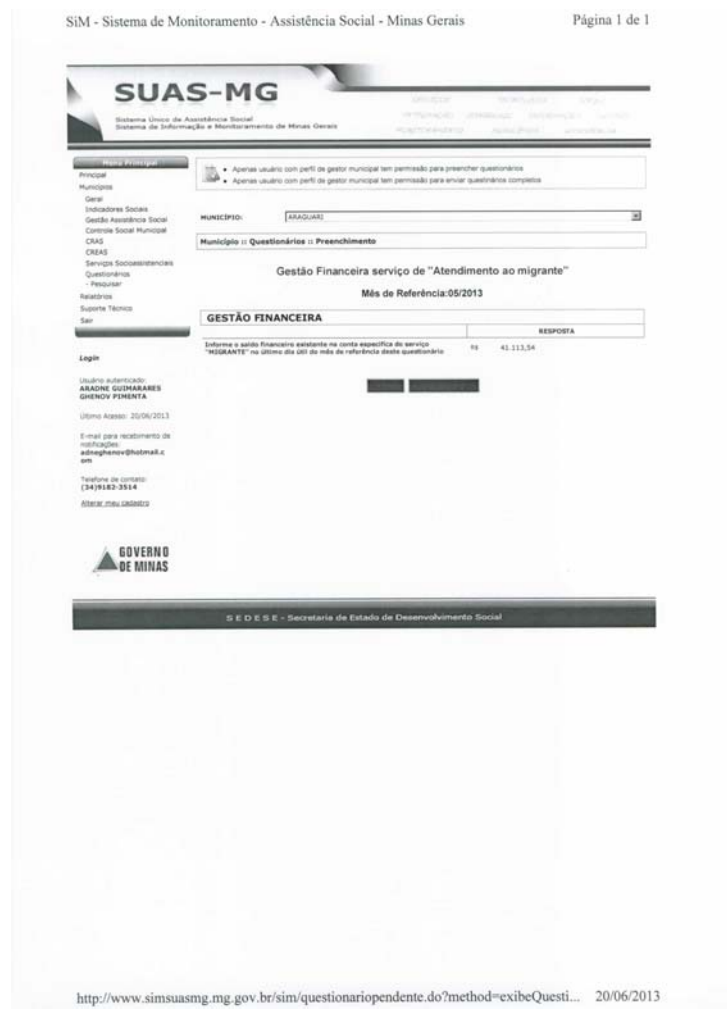 SiM - Sistema de Monitoramento - Assistência Social - Minas Gerais
Página 1 de 1
SUAS-MG
Sistema Único de Assistência Social
Sistema de Informação e Monitoramento de Minas Gerais
Menu Principal
Principal
Municípios
Geral
Indicadores Sociais
Gestão Assistência Social
Controle Social Municipal
CRAS
CREAS
Serviços Socioassistenciais
Questionários
- Pesquisar
Relatórios
Suporte Técnico
Sair
Login
Usuário autenticado:
ARADNE GUIMARARES
GHENOV PIMENTA
Último Acesso: 20/06/2013
E-mail para recebimento de
notificações:
adneghenov@hotmail.c
om
Telefone de contato:
(34)9182-3514
Alterar meu cadastro
GOVERNO
DE MINAS
• Apenas usuário com perfil de gestor municipal tem permissão para preencher questionários
• Apenas usuário com perfil de gestor municipal tem permissão para enviar questinários completos
MUNICÍPIO: ARAGUARI
Município :: Questionários :: Preenchimento
Gestão Financeira serviço de "Atendimento ao migrante"
Mês de Referência:05/2013
GESTÃO FINANCEIRA
RESPOSTA
Informe o saldo financeiro existente na conta específica do serviço
"MIGRANTE" no último dia útil do mês de referência deste questionário
R$ 41.113,54
S E D E S E - Secretaria de Estado de Desenvolvimento Social
http://www.simsuasmg.mg.gov.br/sim/questionariopendente.do?method=exibeQuesti... 20/06/2013